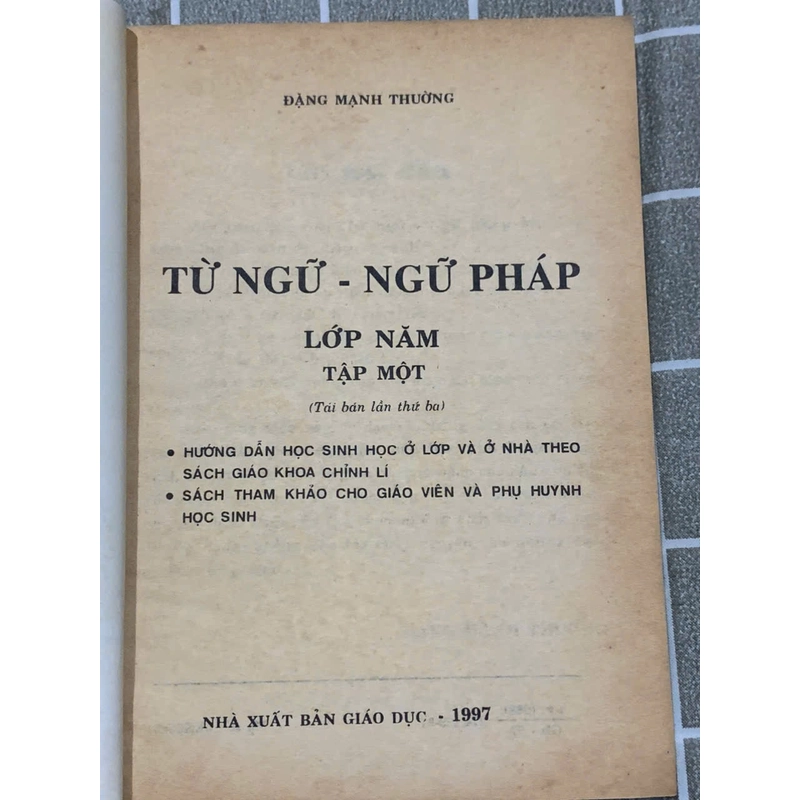 ĐẶNG MẠNH THƯỜNG
TỪ NGỮ - NGỮ PHÁP
LỚP NĂM
TẬP MỘT
(Tái bản lần thứ ba)
• HƯỚNG DẪN HỌC SINH HỌC Ở LỚP VÀ Ở NHÀ THEO
SÁCH GIÁO KHOA CHỈNH LÍ
• SÁCH THAM KHẢO CHO GIÁO VIÊN VÀ PHỤ HUYNH
HỌC SINH
NHÀ XUẤT BẢN GIÁO DỤC - 1997